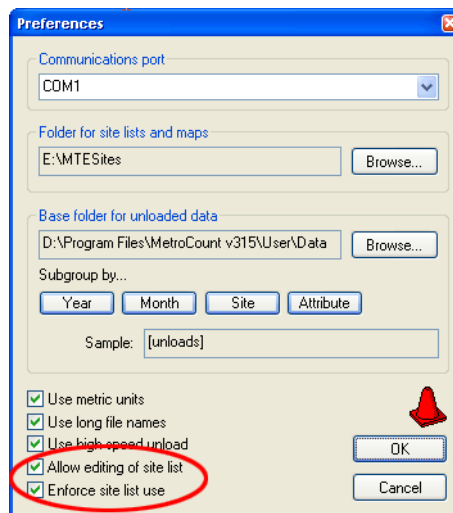 Preferences
Communications port
COM1
Folder for site lists and maps
E:\MTESites
Browse...
Base folder for unloaded data
D:\Program Files\MetroCount v315\User\Data
Browse...
Subgroup by...
Year Month Site Attribute
Sample: [unloads]
Use metric units
Use long file names
Use high speed unload
Allow editing of site list
Enforce site list use
OK
Cancel